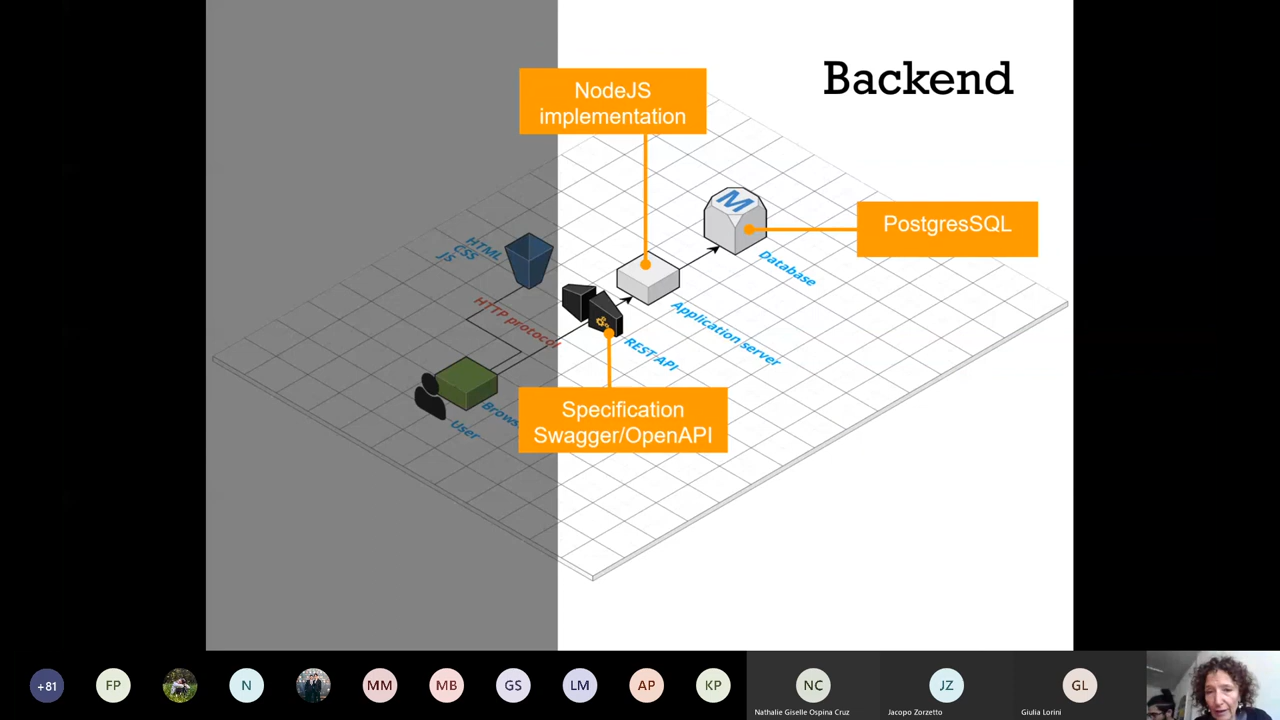 Backend
NodeJS
implementation
M
PostgresSQL
Database
HTML
CSS
JS
Application server
HTTP protocol
REST API
Specification
Swagger/OpenAPI
User
+81
FP
N
MM
MB
GS
LM
AP
KP
NC
JZ
GL
Nathalie Giselle Ospina Cruz
Jacopo Zorzetto
Giulia Lorini